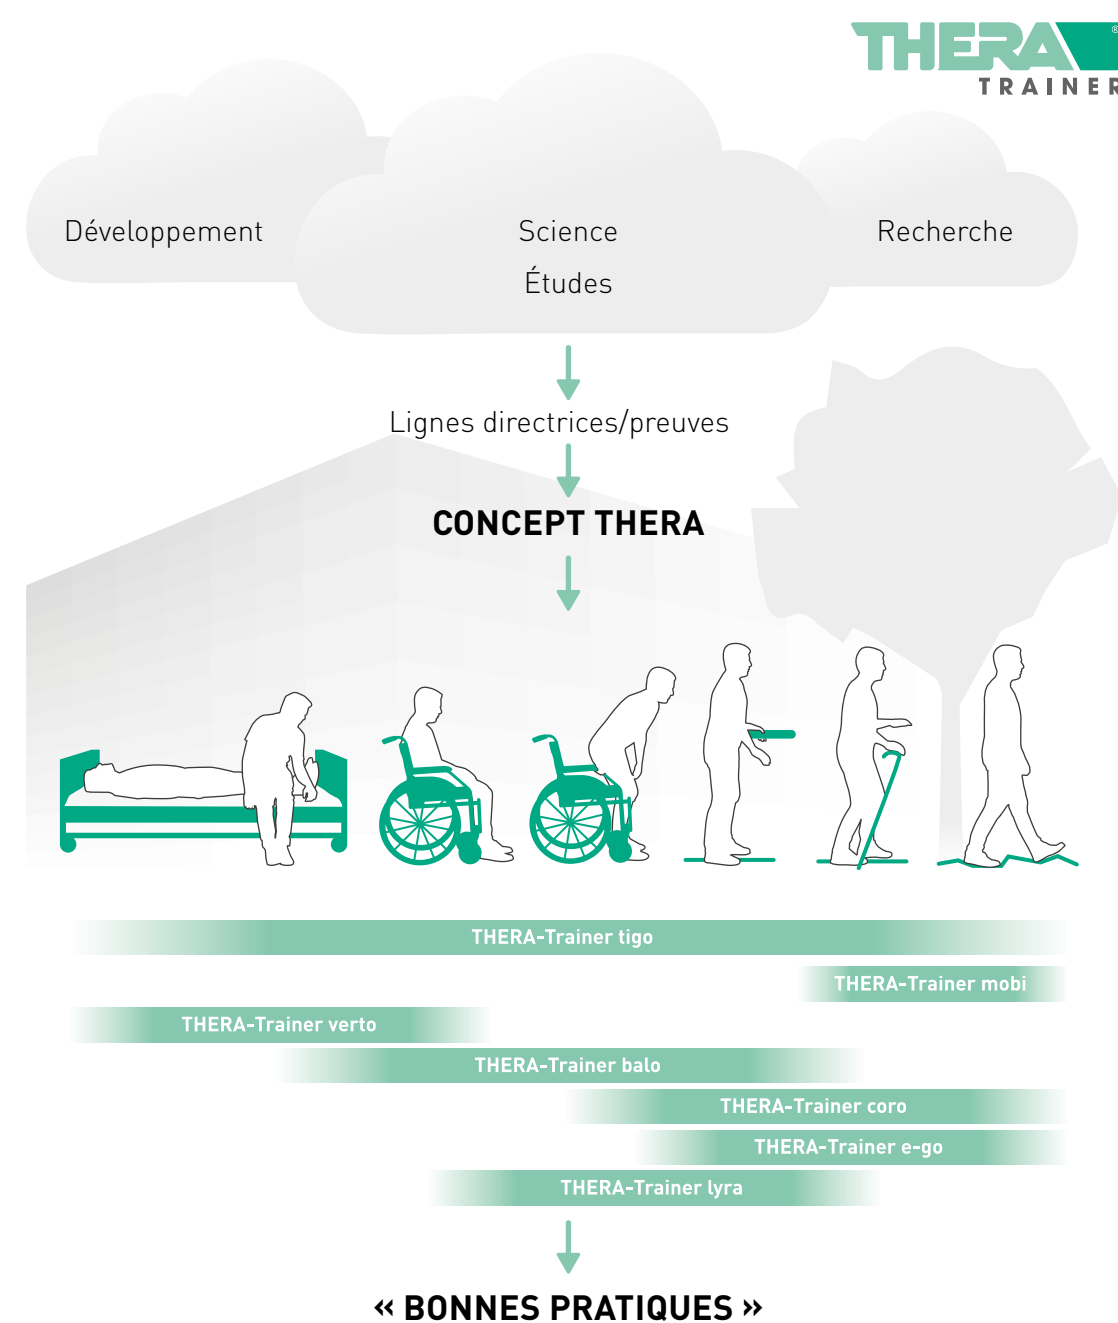 THERA ®
TRAINER
Développement
Science
Recherche
Études
Lignes directrices/preuves
CONCEPT THERA
THERA-Trainer tigo
THERA-Trainer mobi
THERA-Trainer verto
THERA-Trainer balo
THERA-Trainer coro
THERA-Trainer e-go
THERA-Trainer lyra
« BONNES PRATIQUES »